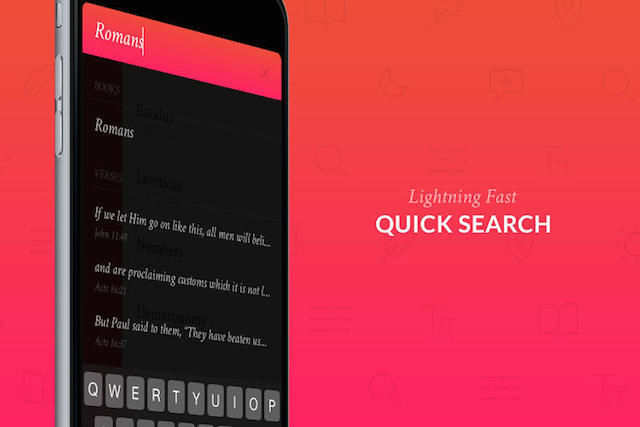 Romans
X
BOOKS
Exodus
Romans
VERSES
Leviticus
If we let Him go on like this, all men will beli...
John 11:48
Numbers
and are proclaiming customs which it is not l...
Acts 16:21
Deuteronomy
But Paul said to them, "They have beaten us...
Acts 16:37
Q W E R T Y U I O P
Lightning Fast
QUICK SEARCH